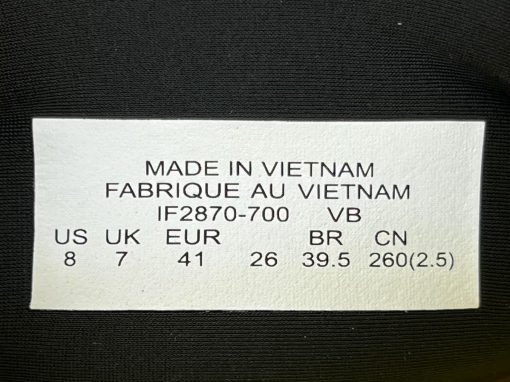 MADE IN VIETNAM
FABRIQUE AU VIETNAM
IF2870-700 VB
US UK EUR BR CN
8 7 41 26 39.5 260(2.5)